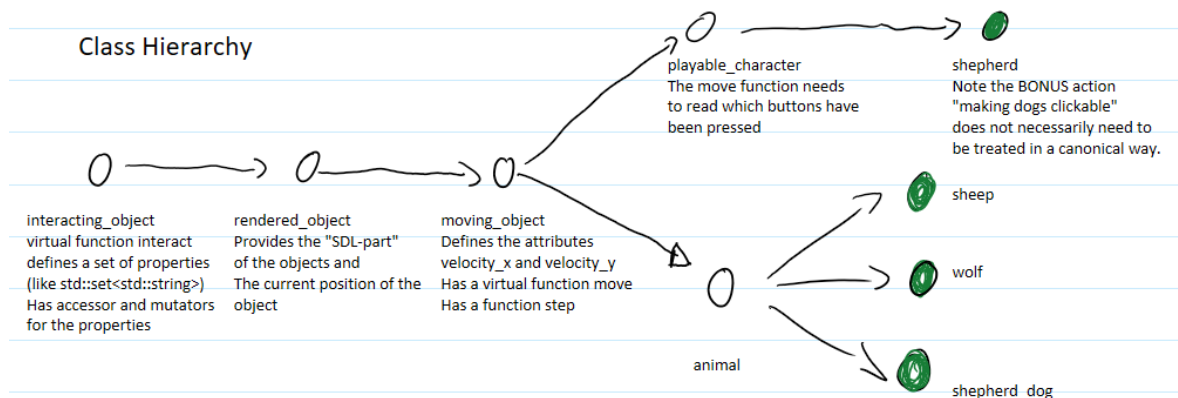 Class Hierarchy
playable_character
The move function needs
to read which buttons have
been pressed
shepherd
Note the BONUS action
"making dogs clickable"
does not necessarily need to
be treated in a canonical way.
interacting_object
virtual function interact
defines a set of properties
(like std::set<std::string>)
Has accessor and mutators
for the properties
rendered_object
Provides the "SDL-part"
of the objects and
The current position of the
object
moving_object
Defines the attributes
velocity_x and velocity_y
Has a virtual function move
Has a function step
sheep
wolf
animal
shepherd_dog